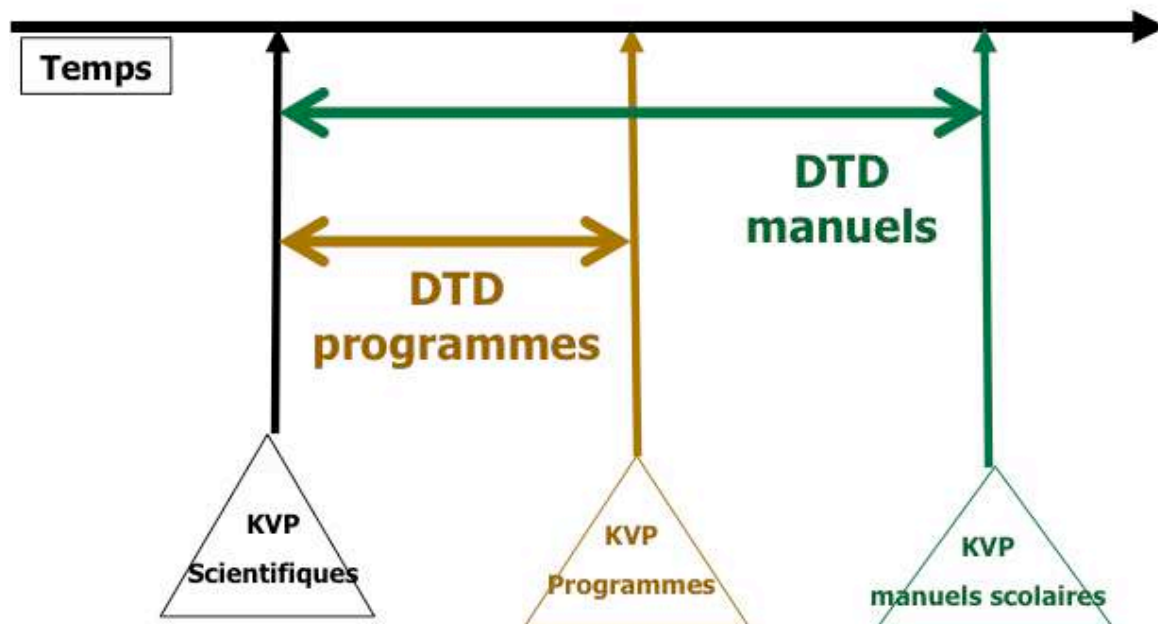 Temps
DTD
manuels
DTD
programmes
KVP
Scientifiques
KVP
Programmes
KVP
manuels scolaires